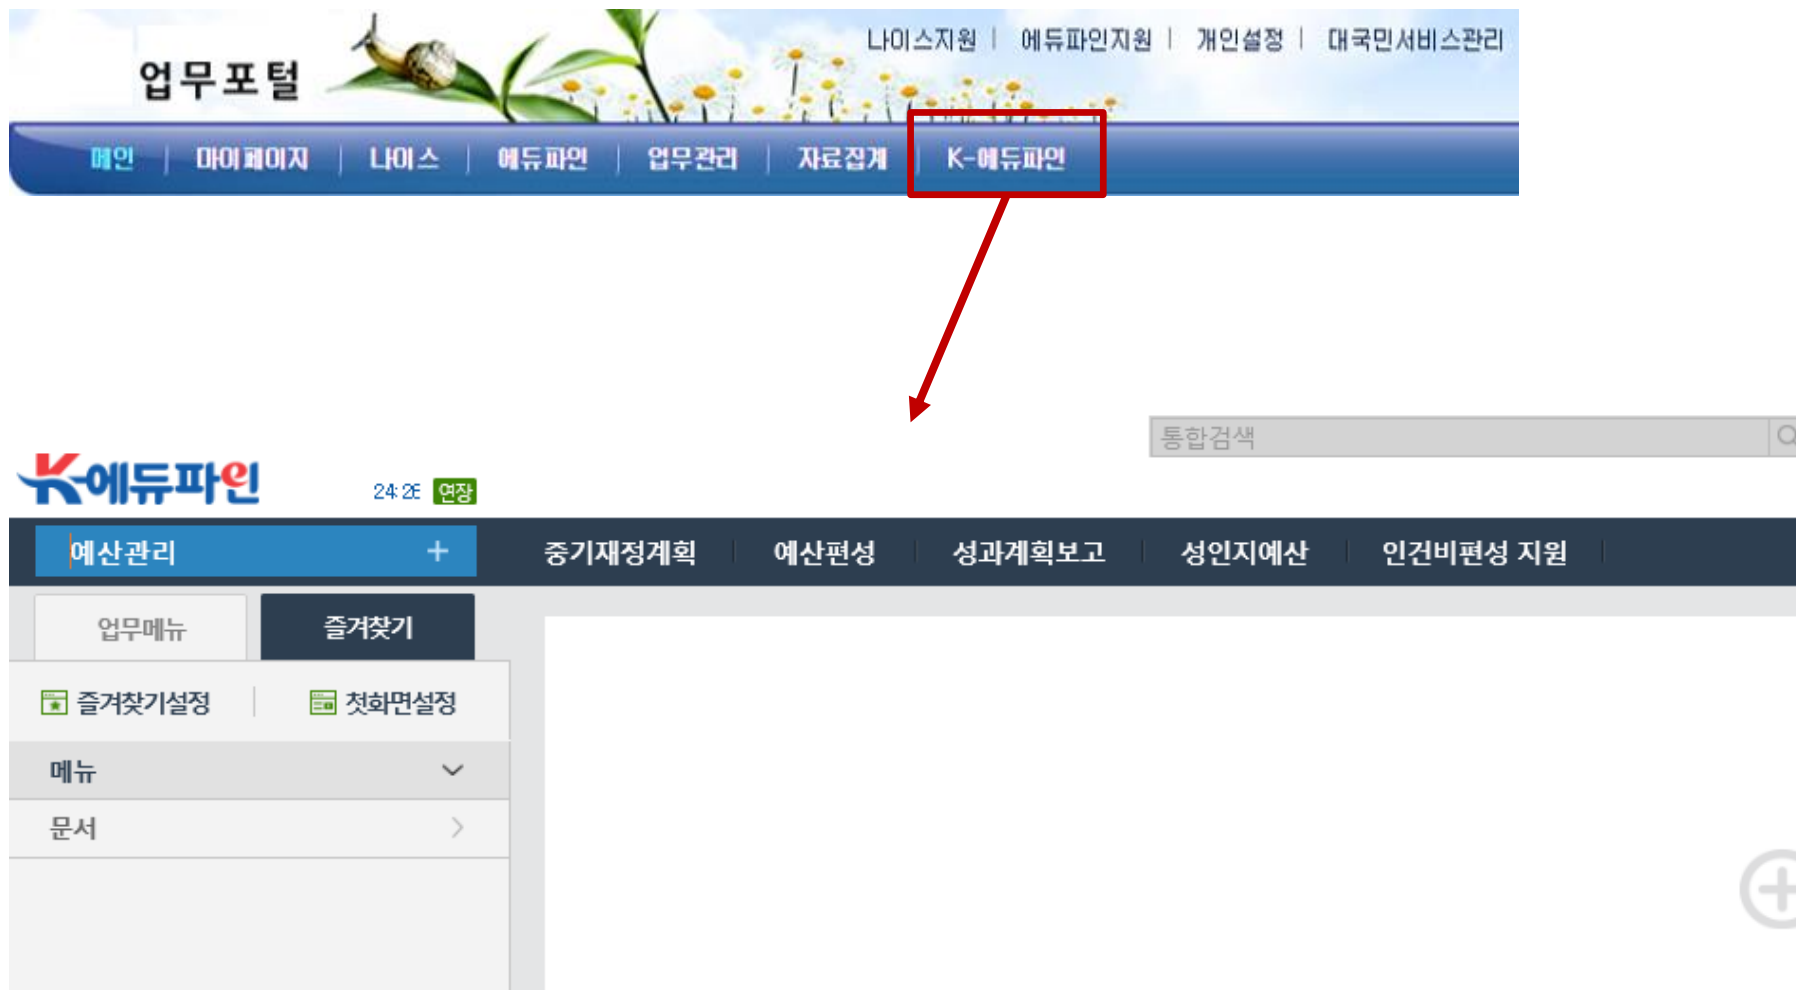 나이스지원 | 에듀파인지원 | 개인설정 | 대국민서비스관리
업무포털
메인 | 마이페이지 | 나이스 | 에듀파인 | 업무관리 | 자료집계 | K-에듀파인
통합검색
K-에듀파인 24:26 연장
예산관리 + 중기재정계획 예산편성 성과계획보고 성인지예산 인건비편성 지원
업무메뉴 즐겨찾기
즐겨찾기설정 첫화면설정
메뉴
문서